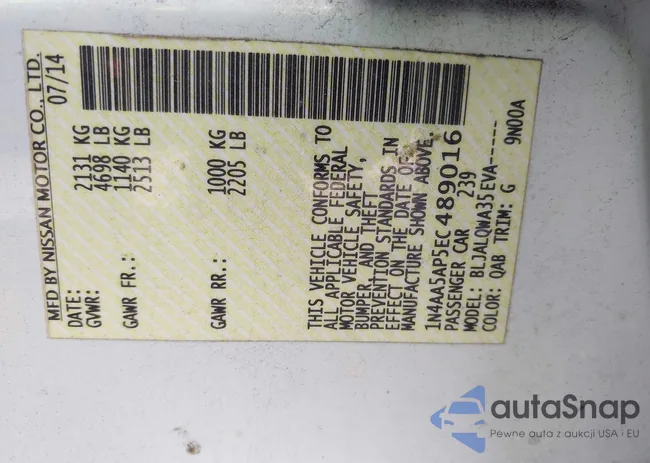 MFD BY NISSAN MOTOR CO., LTD.
DATE: 07/14
GVWR: 2131 KG
4698 LB
GAWR FR.: 1140 KG
2513 LB
GAWR RR.: 1000 KG
2205 LB
THIS VEHICLE CONFORMS TO
ALL APPLICABLE FEDERAL
MOTOR VEHICLE SAFETY,
BUMPER, AND THEFT
PREVENTION STANDARDS IN
EFFECT ON THE DATE OF
MANUFACTURE SHOWN ABOVE.
1N4AA5AP5EC489016
PASSENGER CAR 239
MODEL: BLJALQWA35EVA-----
COLOR: QAB TRIM: G 9N00A
autaSnap
Pewne auta z aukcji USA i EU